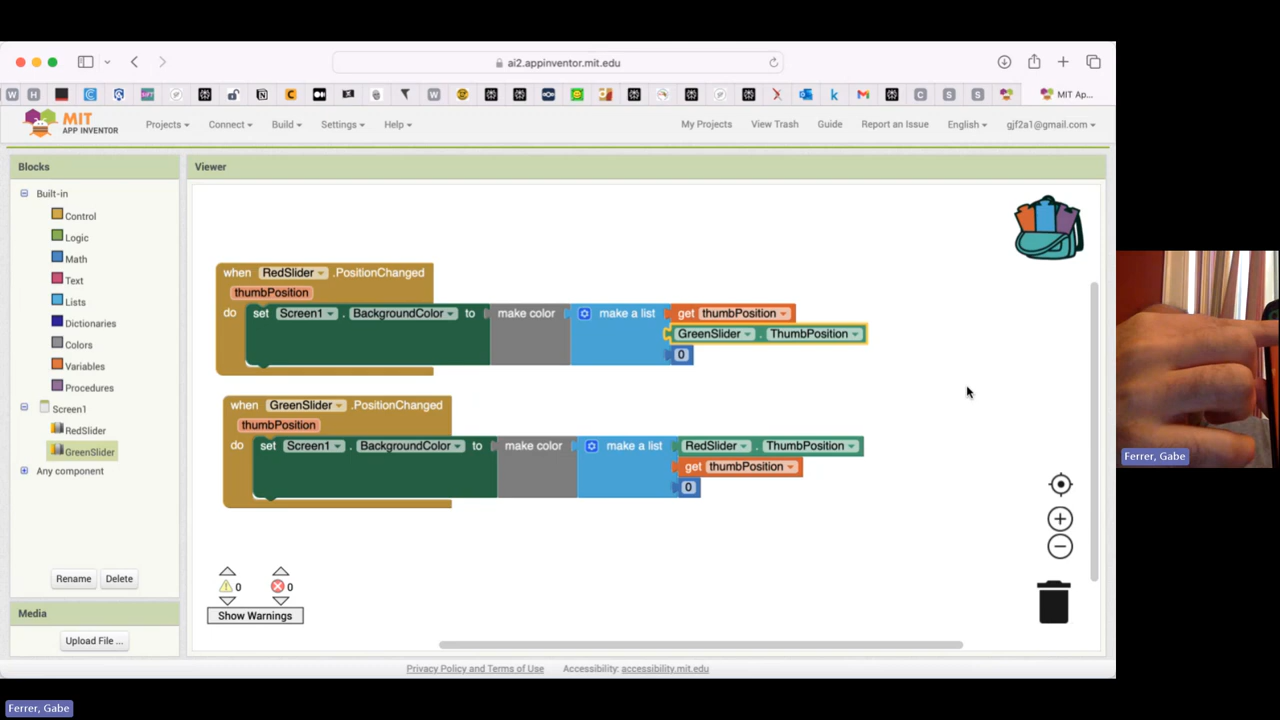 ai2.appinventor.mit.edu
MIT Ap...
MIT
APP INVENTOR
Projects
Connect
Build
Settings
Help
My Projects
View Trash
Guide
Report an Issue
English
gjf2a1@gmail.com
Blocks
Viewer
Built-in
Control
Logic
Math
Text
Lists
Dictionaries
Colors
Variables
Procedures
Screen1
RedSlider
GreenSlider
Any component
Rename
Delete
Media
Upload File ...
when RedSlider .PositionChanged
thumbPosition
do set Screen1 . BackgroundColor to make color make a list get thumbPosition
GreenSlider . ThumbPosition
0
when GreenSlider .PositionChanged
thumbPosition
do set Screen1 . BackgroundColor to make color make a list RedSlider . ThumbPosition
get thumbPosition
0
0 0
Show Warnings
Privacy Policy and Terms of Use Accessibility: accessibility.mit.edu
Ferrer, Gabe
Ferrer, Gabe